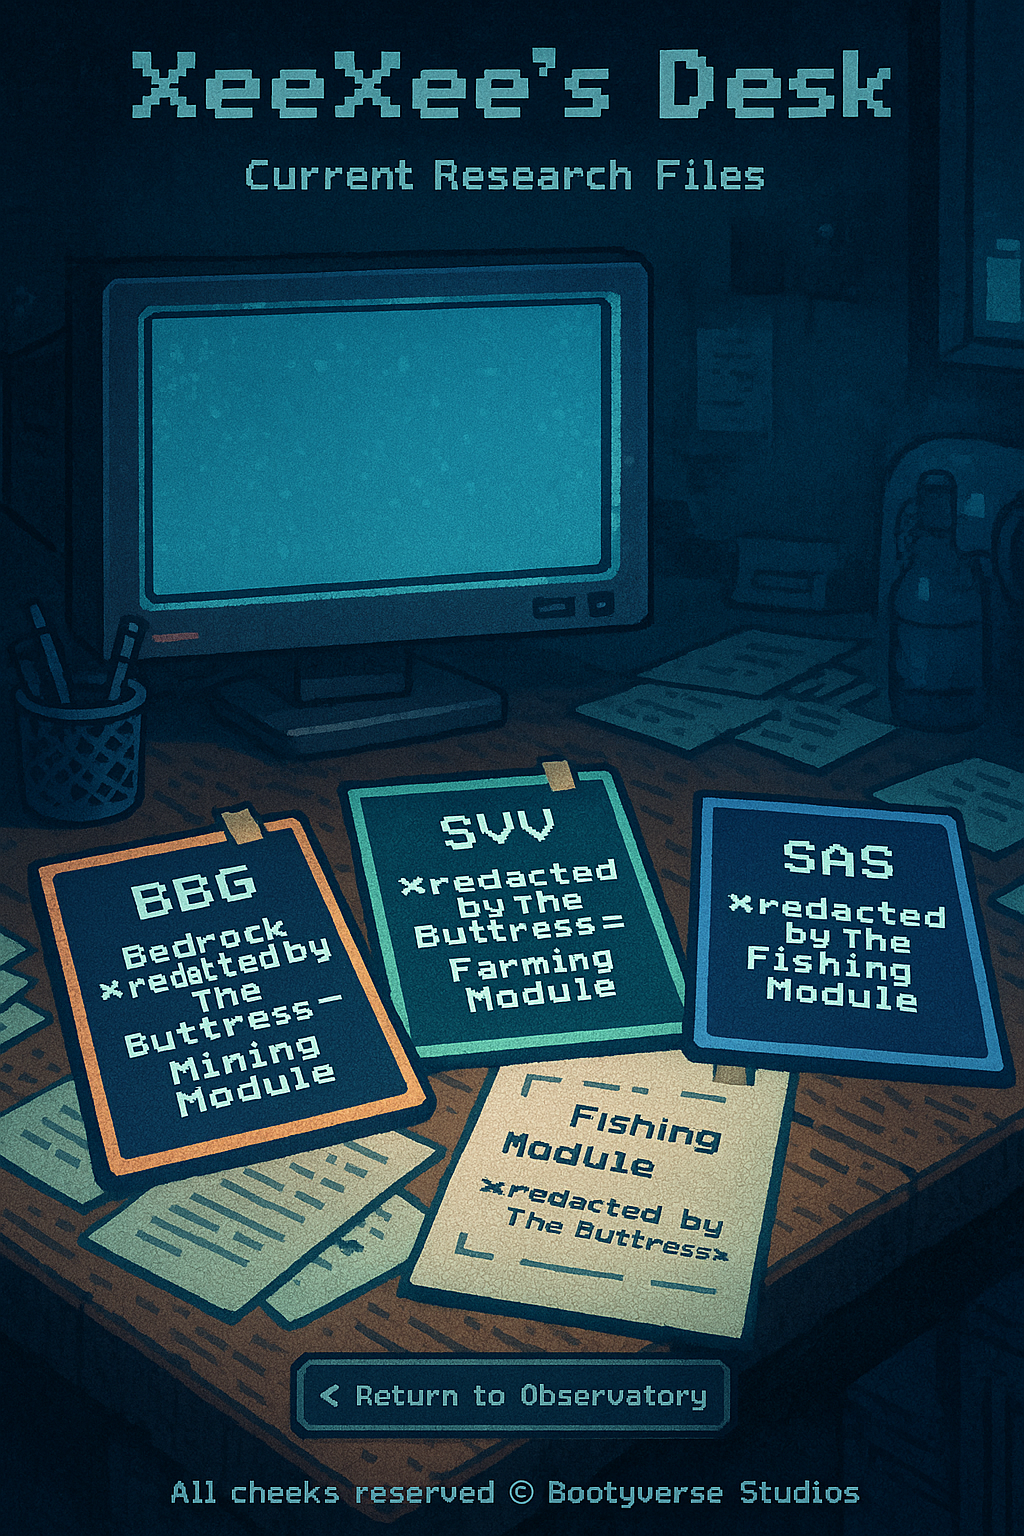 XeeXee's Desk
Current Research Files
BBG
Bedrock
×redatted by
The
Buttress—
Mining
Module
SVV
×redacted
by The
Buttress=
Farming
Module
SAS
×redacted
by The
Fishing
Module
Fishing
Module
×redacted by
The Buttress×
< Return to Observatory
All cheeks reserved © Bootyverse Studios